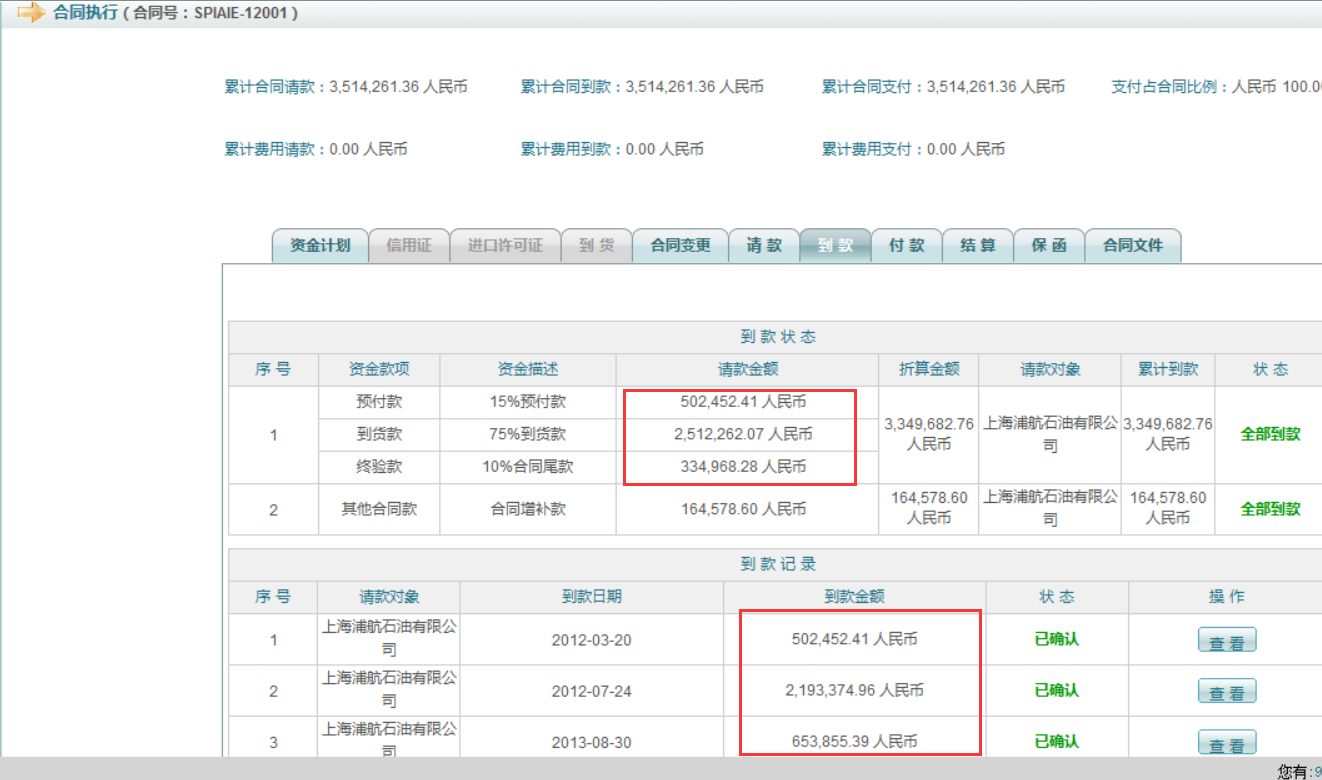 合同执行 ( 合同号：SPIAIE-12001 )
累计合同请款：3,514,261.36 人民币 累计合同到款：3,514,261.36 人民币 累计合同支付：3,514,261.36 人民币 支付占合同比例：人民币 100.0
累计费用请款：0.00 人民币 累计费用到款：0.00 人民币 累计费用支付：0.00 人民币
资金计划 信用证 进口许可证 到 货 合同变更 请 款 到 款 付 款 结 算 保 函 合同文件
到 款 状 态
序 号 资金款项 资金描述 请款金额 折算金额 请款对象 累计到款 状 态
1 预付款 15%预付款 502,452.41 人民币 3,349,682.76 人民币 上海浦航石油有限公司 3,349,682.76 人民币 全部到款
到货款 75%到货款 2,512,262.07 人民币
终验款 10%合同尾款 334,968.28 人民币
2 其他合同款 合同增补款 164,578.60 人民币 164,578.60 人民币 上海浦航石油有限公司 164,578.60 人民币 全部到款
到 款 记 录
序 号 请款对象 到款日期 到款金额 状 态 操 作
1 上海浦航石油有限公司 2012-03-20 502,452.41 人民币 已确认 查 看
2 上海浦航石油有限公司 2012-07-24 2,193,374.96 人民币 已确认 查 看
3 上海浦航石油有限公司 2013-08-30 653,855.39 人民币 已确认 查 看
您有:9